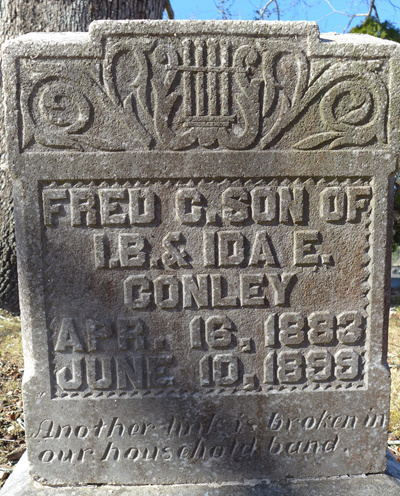 FRED C. SON OF
I.B. & IDA E.
CONLEY
APR. 16, 1883
JUNE 10, 1899
Another link is broken in
our household band.